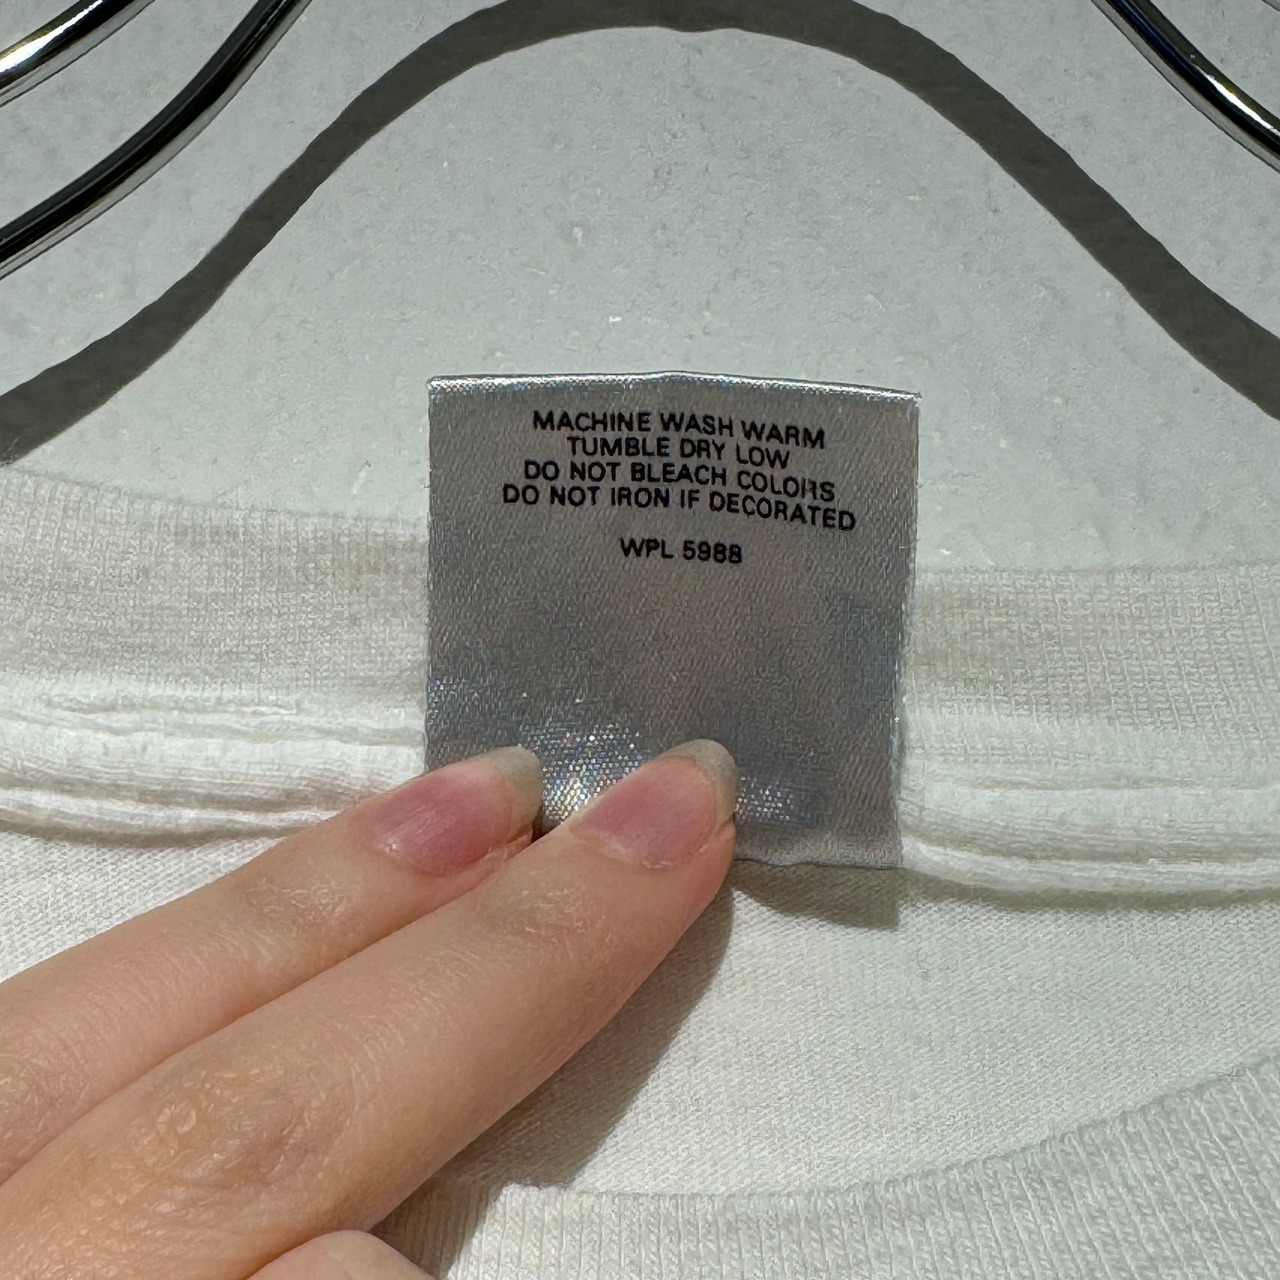 MACHINE WASH WARM
TUMBLE DRY LOW
DO NOT BLEACH COLORS
DO NOT IRON IF DECORATED
WPL 5988